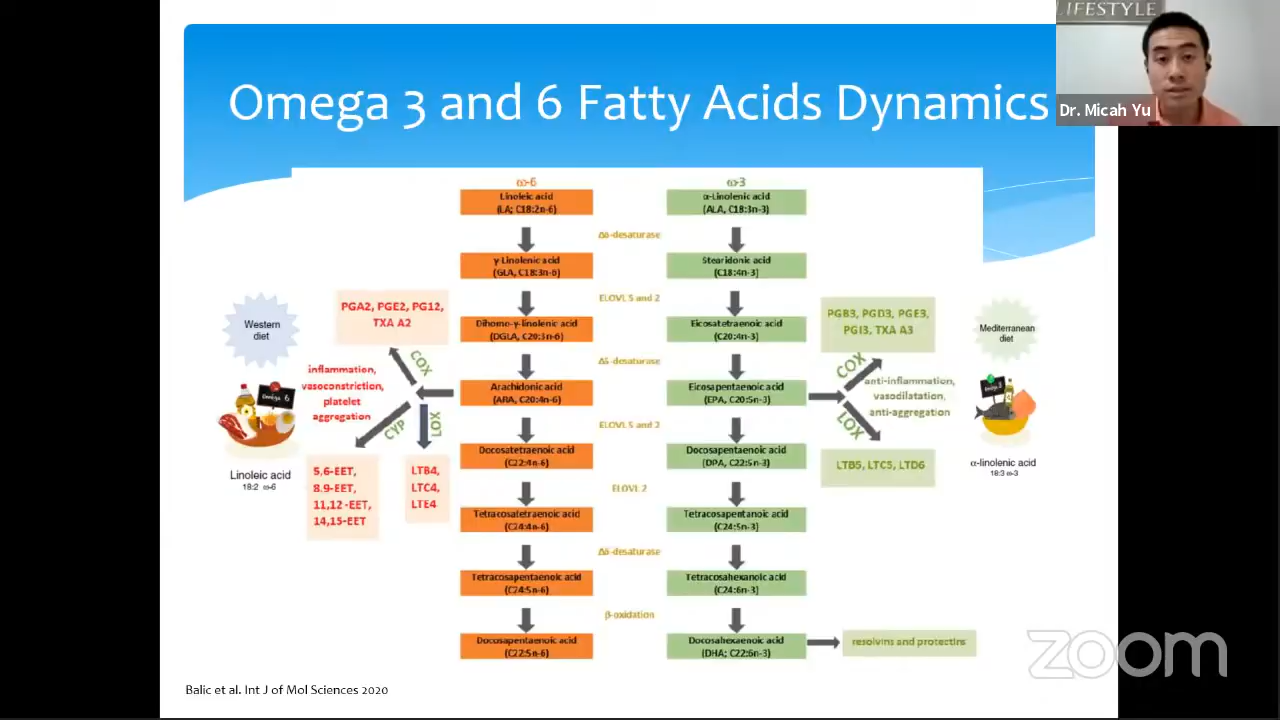 LIFESTYLE
Dr. Micah Yu
Omega 3 and 6 Fatty Acids Dynamics
ω-6
ω-3
Linoleic acid
(LA; C18:2n-6)
α-Linolenic acid
(ALA, C18:3n-3)
Δ6-desaturase
γ-Linolenic acid
(GLA, C18:3n-6)
Stearidonic acid
(C18:4n-3)
ELOVL 5 and 2
Dihomo-γ-linolenic acid
(DGLA, C20:3n-6)
Eicosatetraenoic acid
(C20:4n-3)
Δ5-desaturase
Arachidonic acid
(ARA, C20:4n-6)
Eicosapentaenoic acid
(EPA, C20:5n-3)
ELOVL 5 and 2
Docosatetraenoic acid
(C22:4n-6)
Docosapentaenoic acid
(DPA, C22:5n-3)
ELOVL 2
Tetracosatetraenoic acid
(C24:4n-6)
Tetracosapentanoic acid
(C24:5n-3)
Δ6-desaturase
Tetracosapentaenoic acid
(C24:5n-6)
Tetracosahexanoic acid
(C24:6n-3)
β-oxidation
Docosapentaenoic acid
(C22:5n-6)
Docosahexaenoic acid
(DHA; C22:6n-3)
resolvins and protectins
Western
diet
PGA2, PGE2, PG12,
TXA A2
COX
inflammation,
vasoconstriction,
platelet
aggregation
CYP
LOX
Omega 6
Linoleic acid
18:2 ω-6
5,6-EET,
8.9-EET,
11,12-EET,
14,15-EET
LTB4,
LTC4,
LTE4
PGB3, PGD3, PGE3,
PGI3, TXA A3
COX
anti-inflammation,
vasodilatation,
anti-aggregation
LOX
LTB5, LTC5, LTD6
Mediterranean
diet
α-linolenic acid
18:3 ω-3
Balic et al. Int J of Mol Sciences 2020
zoom